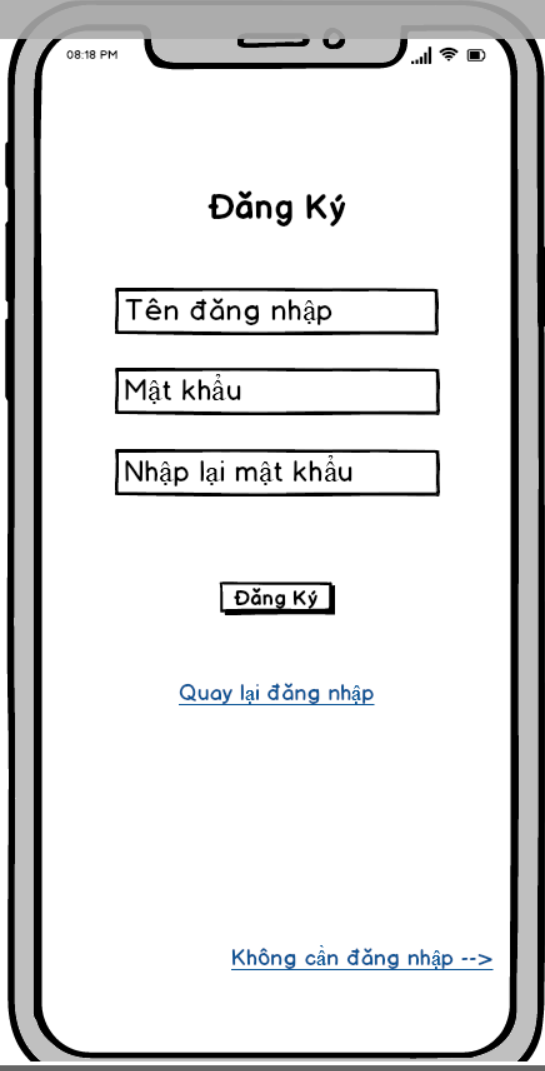 08:18 PM
Đăng Ký
Tên đăng nhập
Mật khẩu
Nhập lại mật khẩu
Đăng Ký
Quay lại đăng nhập
Không cần đăng nhập -->